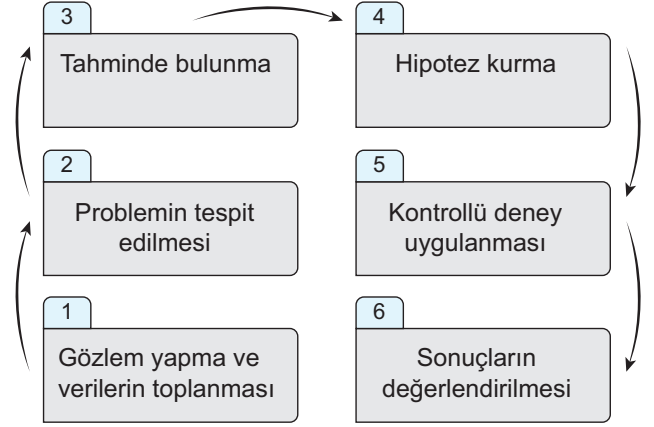 3
Tahminde bulunma
4
Hipotez kurma
2
Problemin tespit
edilmesi
5
Kontrollü deney
uygulanması
1
Gözlem yapma ve
verilerin toplanması
6
Sonuçların
değerlendirilmesi